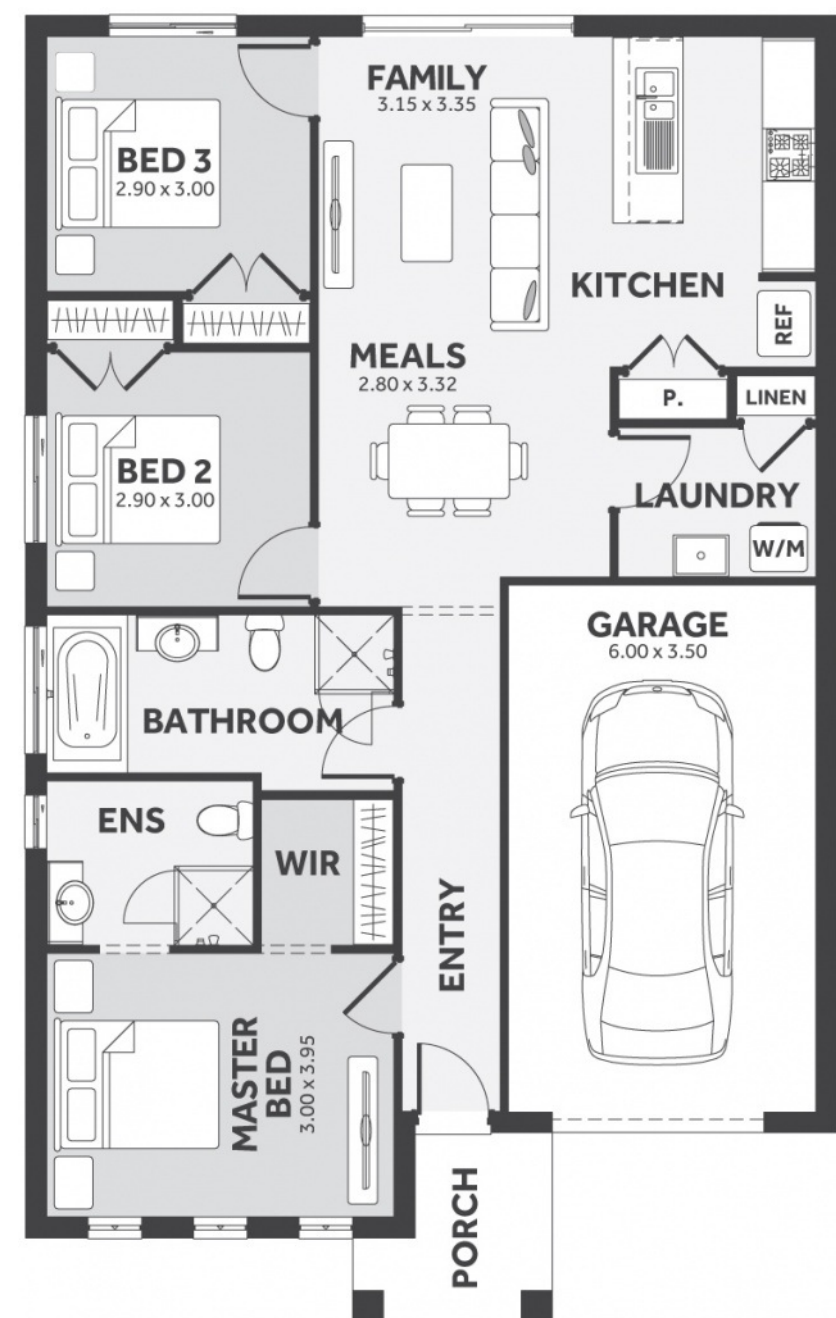 FAMILY
3.15 x 3.35
BED 3
2.90 x 3.00
KITCHEN
REF
MEALS
2.80 x 3.32
P.
LINEN
BED 2
2.90 x 3.00
LAUNDRY
W/M
GARAGE
6.00 x 3.50
BATHROOM
ENS
WIR
ENTRY
MASTER
BED
3.00 x 3.95
PORCH